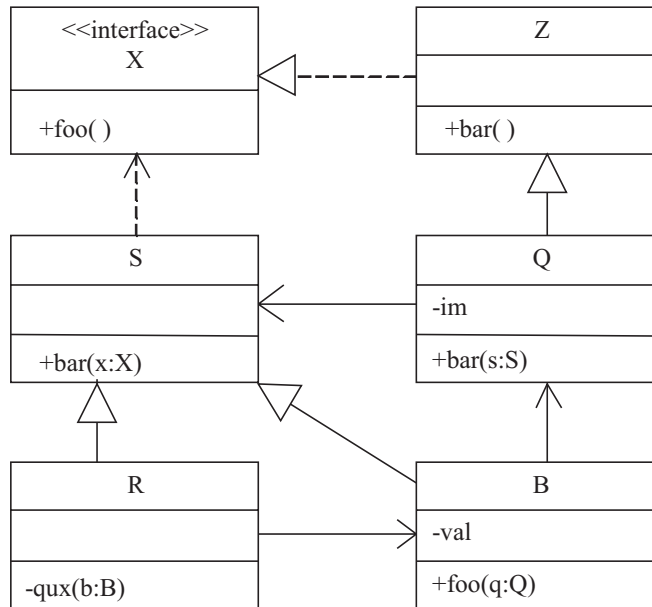 <<interface>>
X
+foo( )
Z
+bar( )
S
+bar(x:X)
Q
-im
+bar(s:S)
R
-qux(b:B)
B
-val
+foo(q:Q)